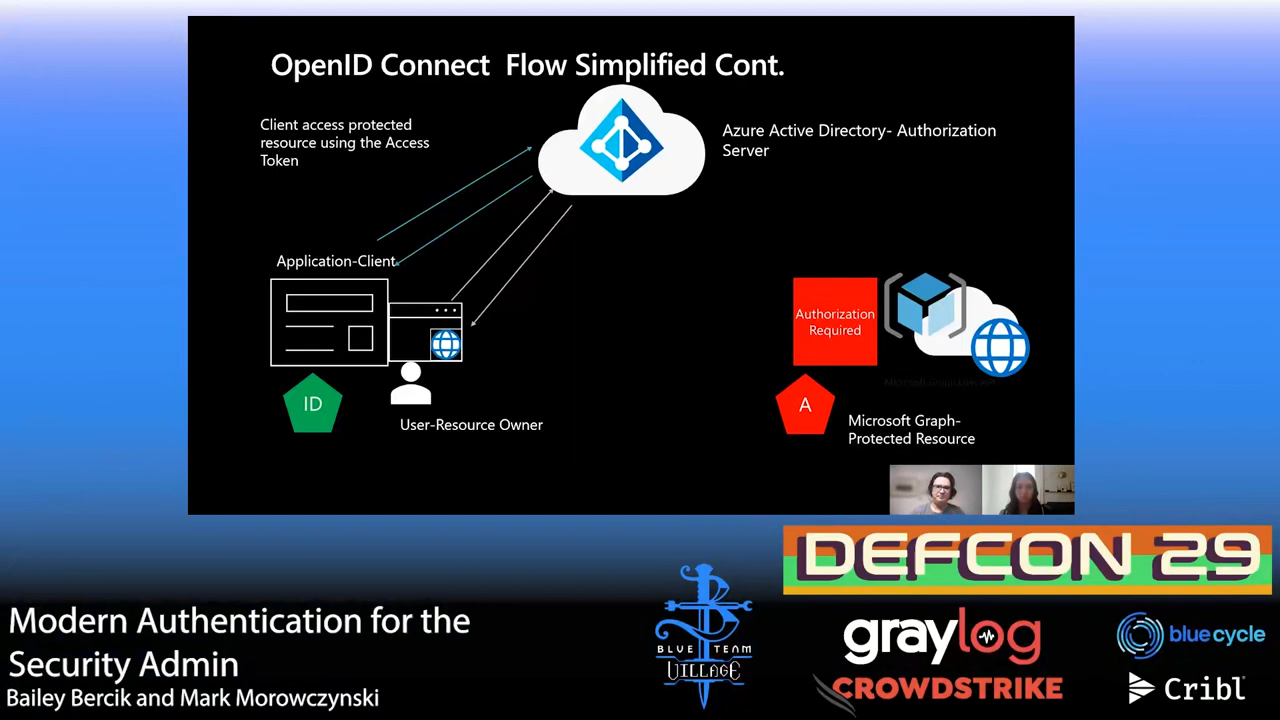 OpenID Connect Flow Simplified Cont.
Client access protected
resource using the Access
Token
Azure Active Directory- Authorization
Server
Application-Client
Authorization
Required
ID
A
User-Resource Owner
Microsoft Graph-
Protected Resource
DEFCON 29
Modern Authentication for the
Security Admin
Bailey Bercik and Mark Morowczynski
BLUE TEAM
VILLAGE
graylog
CROWDSTRIKE
blue cycle
Cribl